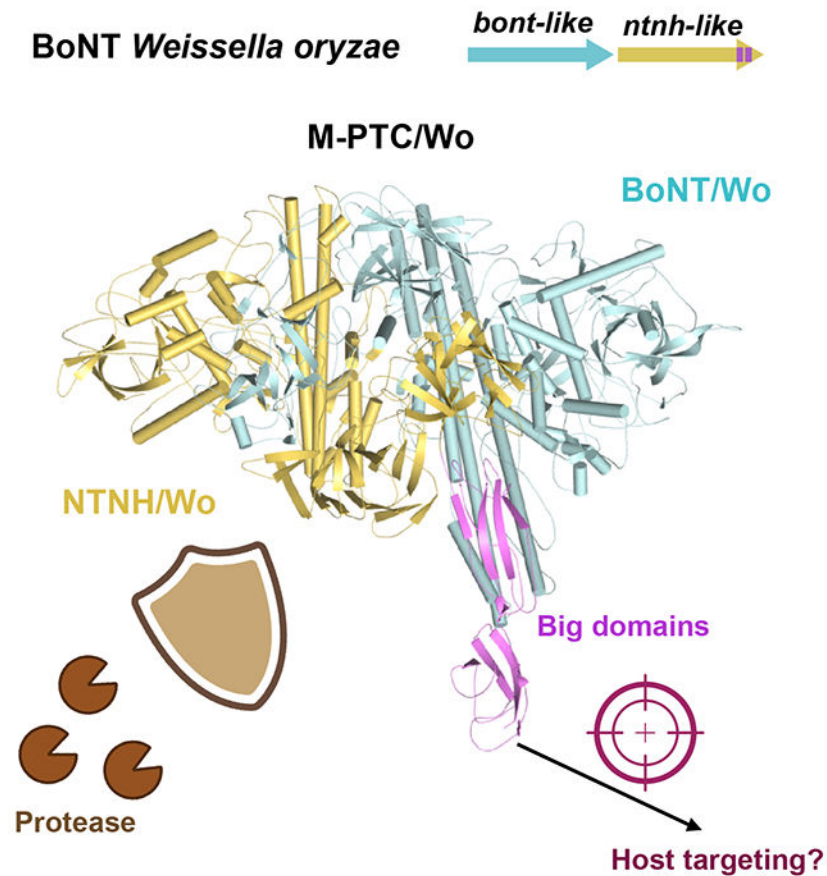 BoNT Weissella oryzae
bont-like
ntnh-like
M-PTC/Wo
BoNT/Wo
NTNH/Wo
Big domains
Protease
Host targeting?